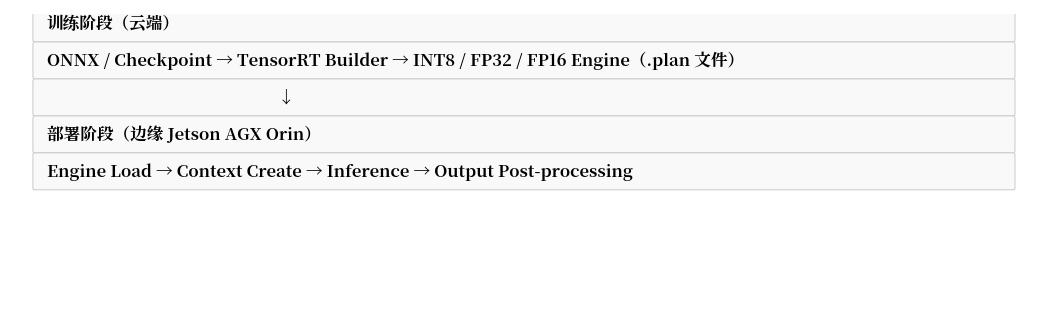 训练阶段（云端）
ONNX / Checkpoint → TensorRT Builder → INT8 / FP32 / FP16 Engine（.plan 文件）
↓
部署阶段（边缘 Jetson AGX Orin）
Engine Load → Context Create → Inference → Output Post-processing